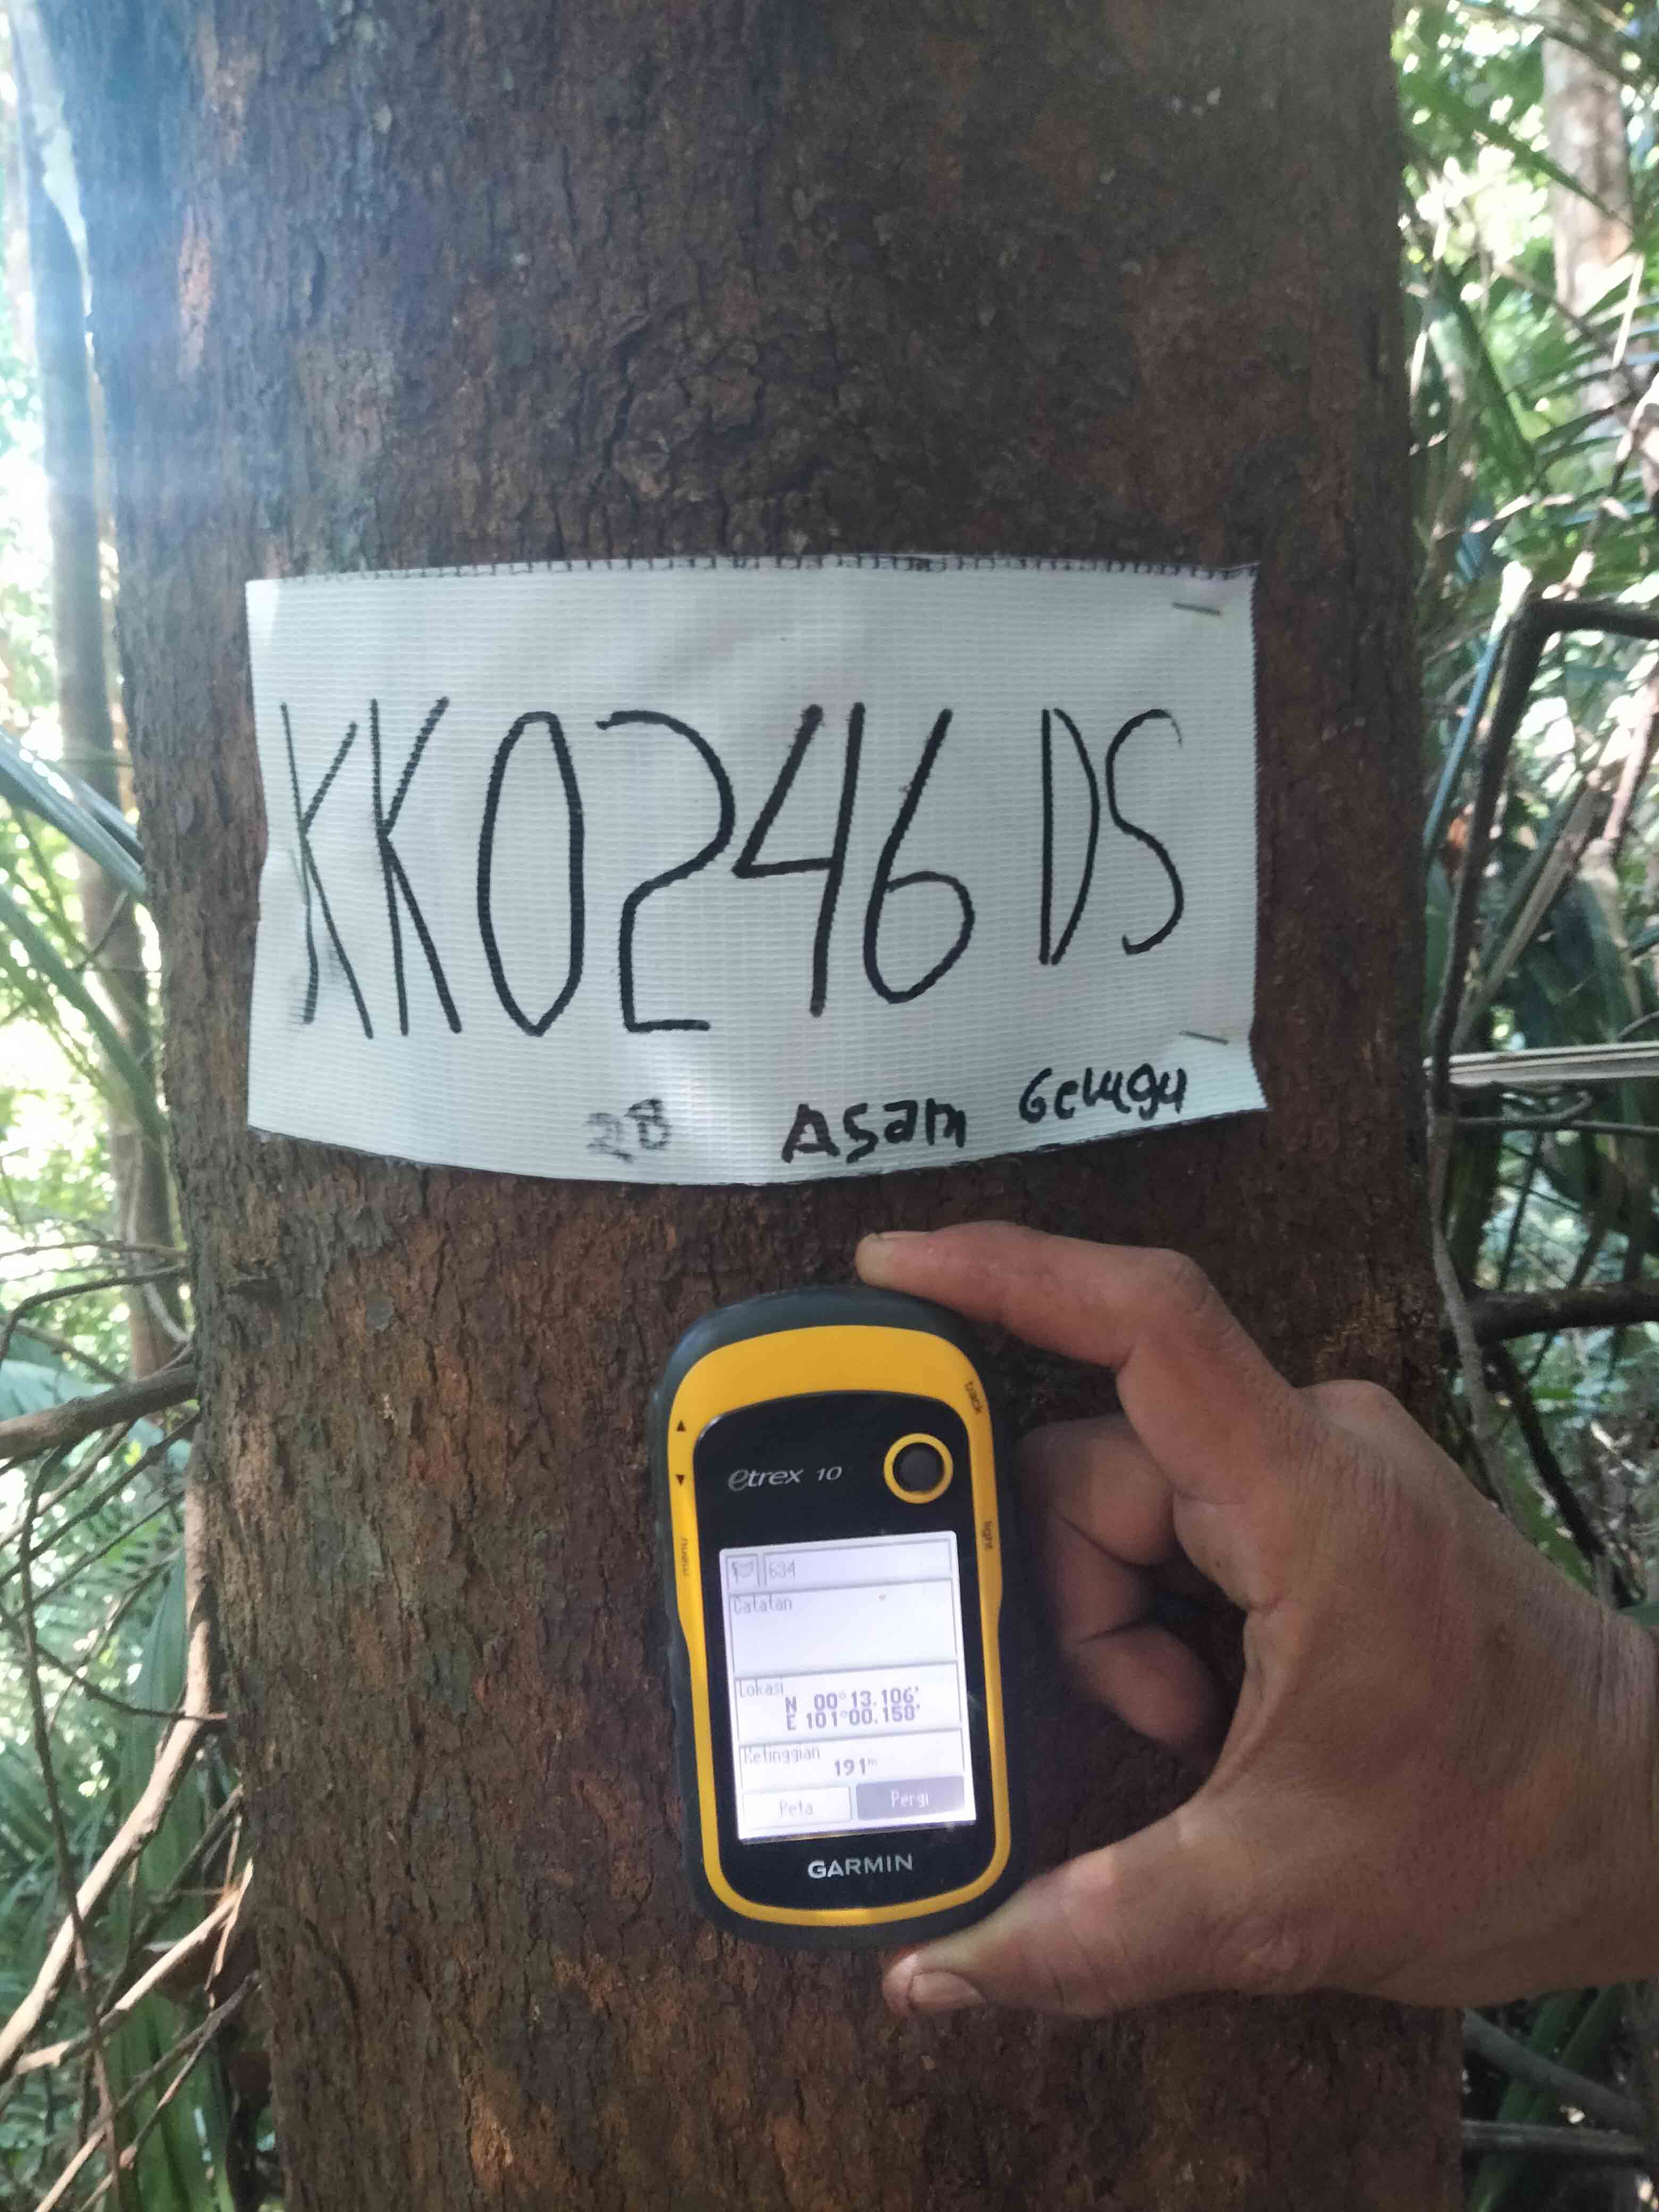 KK0246 DS
28 Asam Gelugu
back
etrex 10
light
menu
634
Catatan
Lokasi
N 00°13.106'
E 101°00.150'
Ketinggian
191m
Peta Pergi
GARMIN